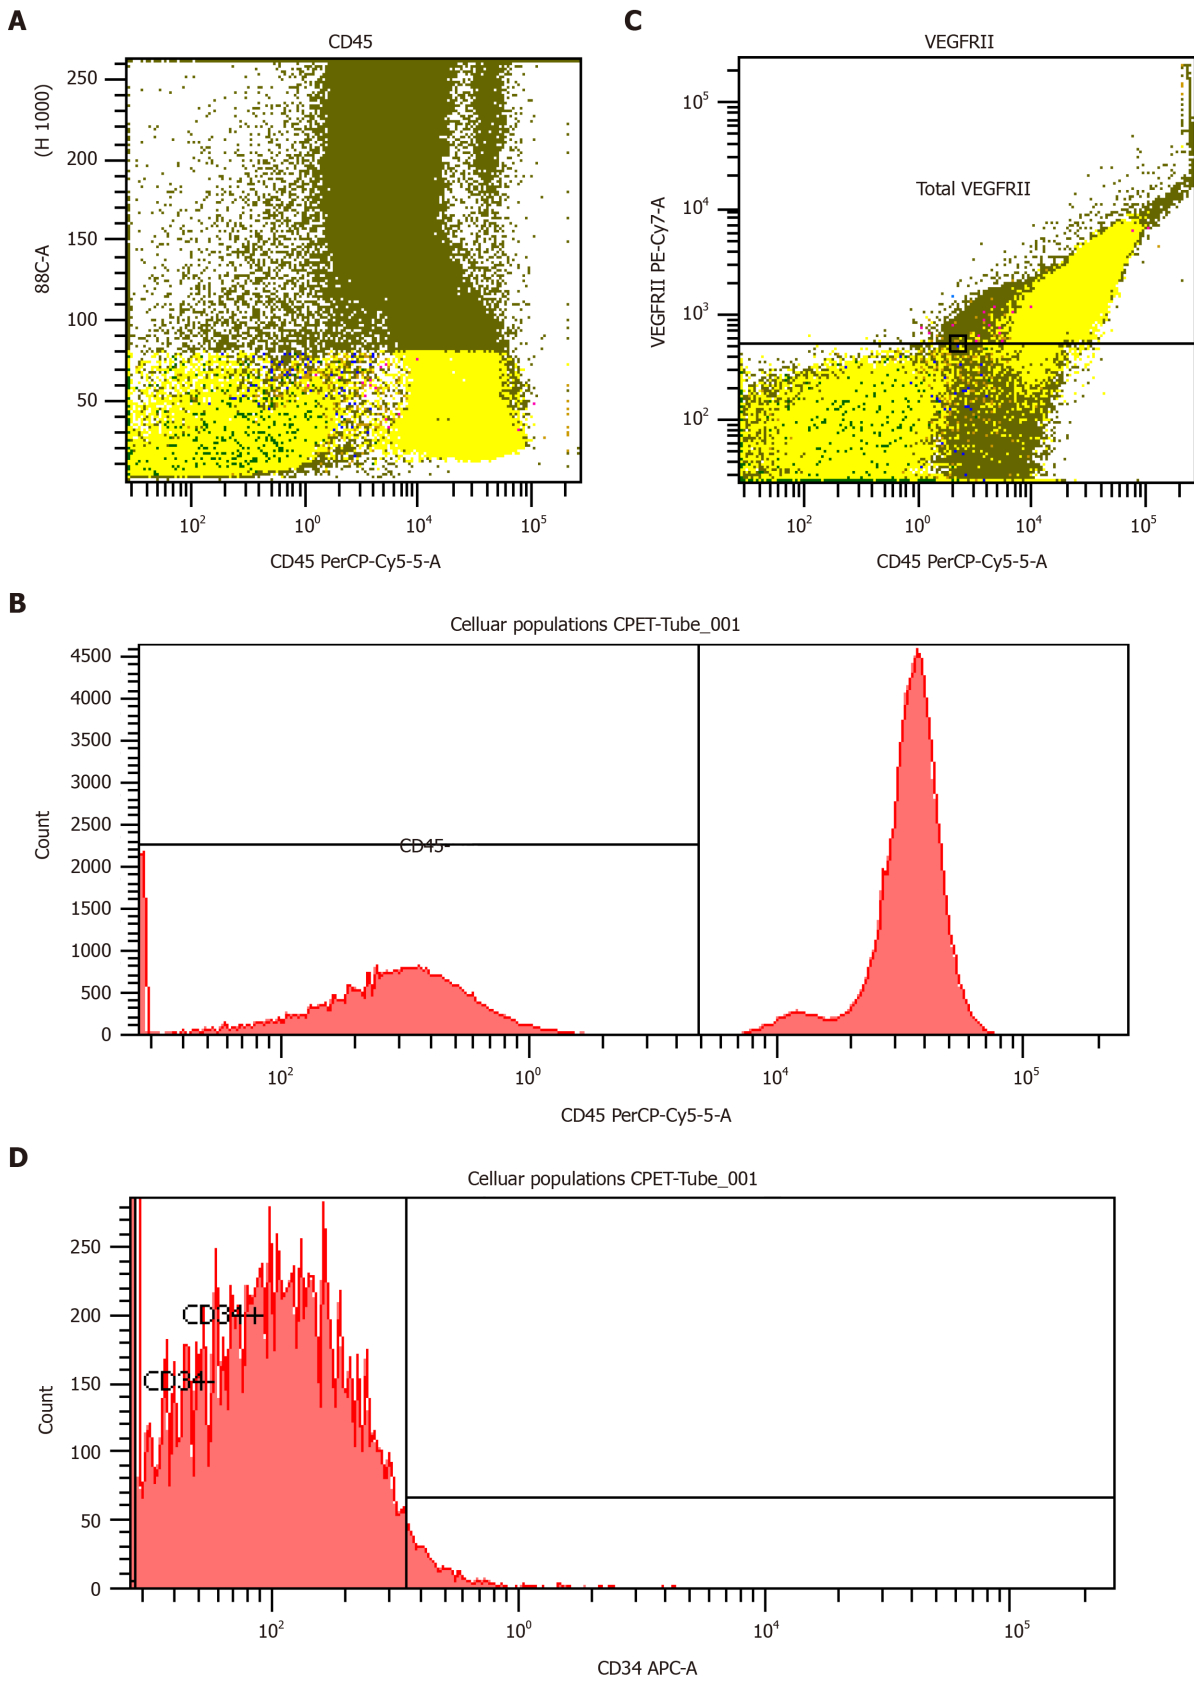 A
CD45
(H 1000)
88C-A
250
200
150
100
50
10²
10⁰
10⁴
10⁵
CD45 PerCP-Cy5-5-A
C
VEGFRII
VEGFRII PE-Cy7-A
10⁵
10⁴
10³
10²
Total VEGFRII
10²
10⁰
10⁴
10⁵
CD45 PerCP-Cy5-5-A
B
Celluar populations CPET-Tube_001
Count
4500
4000
3500
3000
2500
2000
1500
1000
500
0
CD45-
10²
10⁰
10⁴
10⁵
CD45 PerCP-Cy5-5-A
D
Celluar populations CPET-Tube_001
Count
250
200
150
100
50
0
CD34+
CD34-
10²
10⁰
10⁴
10⁵
CD34 APC-A